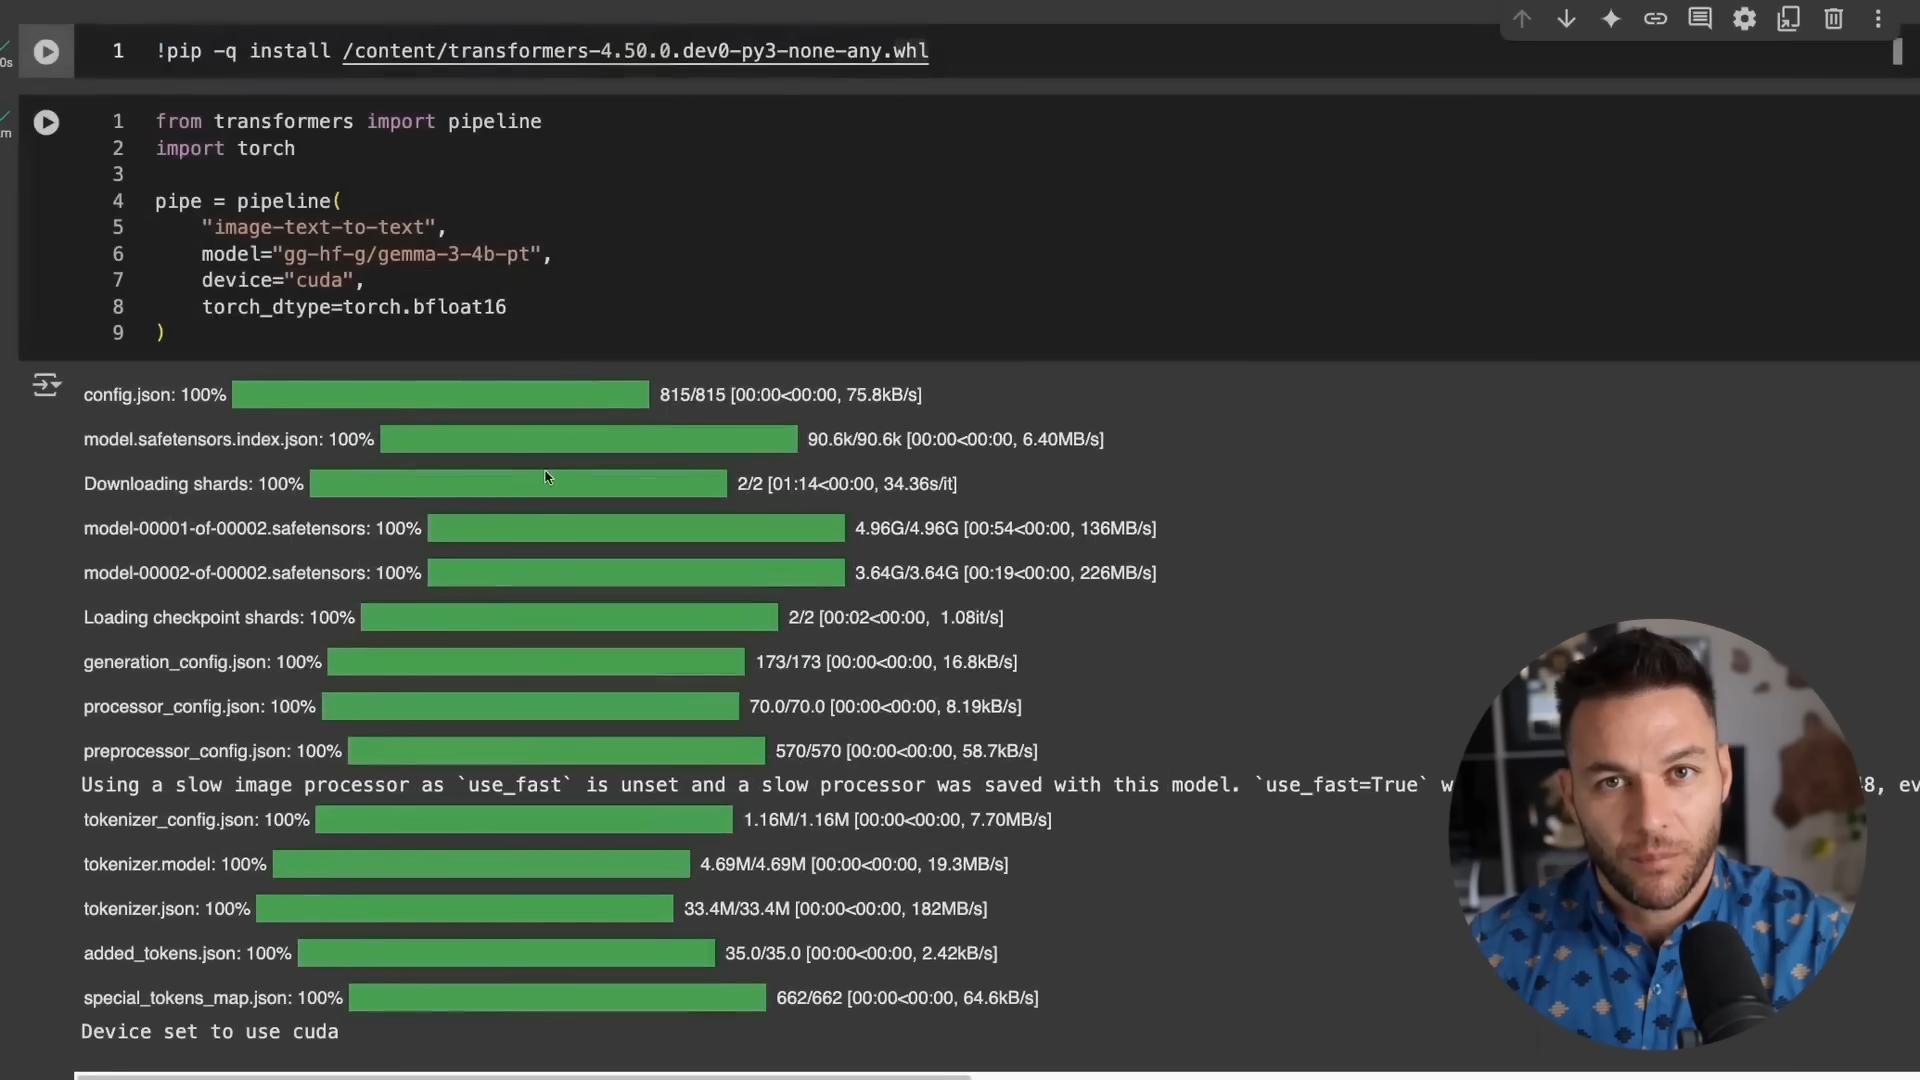 0s
1 !pip -q install /content/transformers-4.50.0.dev0-py3-none-any.whl
m
1 from transformers import pipeline
2 import torch
3
4 pipe = pipeline(
5 "image-text-to-text",
6 model="gg-hf-g/gemma-3-4b-pt",
7 device="cuda",
8 torch_dtype=torch.bfloat16
9 )
config.json: 100% 815/815 [00:00<00:00, 75.8kB/s]
model.safetensors.index.json: 100% 90.6k/90.6k [00:00<00:00, 6.40MB/s]
Downloading shards: 100% 2/2 [01:14<00:00, 34.36s/it]
model-00001-of-00002.safetensors: 100% 4.96G/4.96G [00:54<00:00, 136MB/s]
model-00002-of-00002.safetensors: 100% 3.64G/3.64G [00:19<00:00, 226MB/s]
Loading checkpoint shards: 100% 2/2 [00:02<00:00, 1.08it/s]
generation_config.json: 100% 173/173 [00:00<00:00, 16.8kB/s]
processor_config.json: 100% 70.0/70.0 [00:00<00:00, 8.19kB/s]
preprocessor_config.json: 100% 570/570 [00:00<00:00, 58.7kB/s]
Using a slow image processor as `use_fast` is unset and a slow processor was saved with this model. `use_fast=True` w 8, ev
tokenizer_config.json: 100% 1.16M/1.16M [00:00<00:00, 7.70MB/s]
tokenizer.model: 100% 4.69M/4.69M [00:00<00:00, 19.3MB/s]
tokenizer.json: 100% 33.4M/33.4M [00:00<00:00, 182MB/s]
added_tokens.json: 100% 35.0/35.0 [00:00<00:00, 2.42kB/s]
special_tokens_map.json: 100% 662/662 [00:00<00:00, 64.6kB/s]
Device set to use cuda